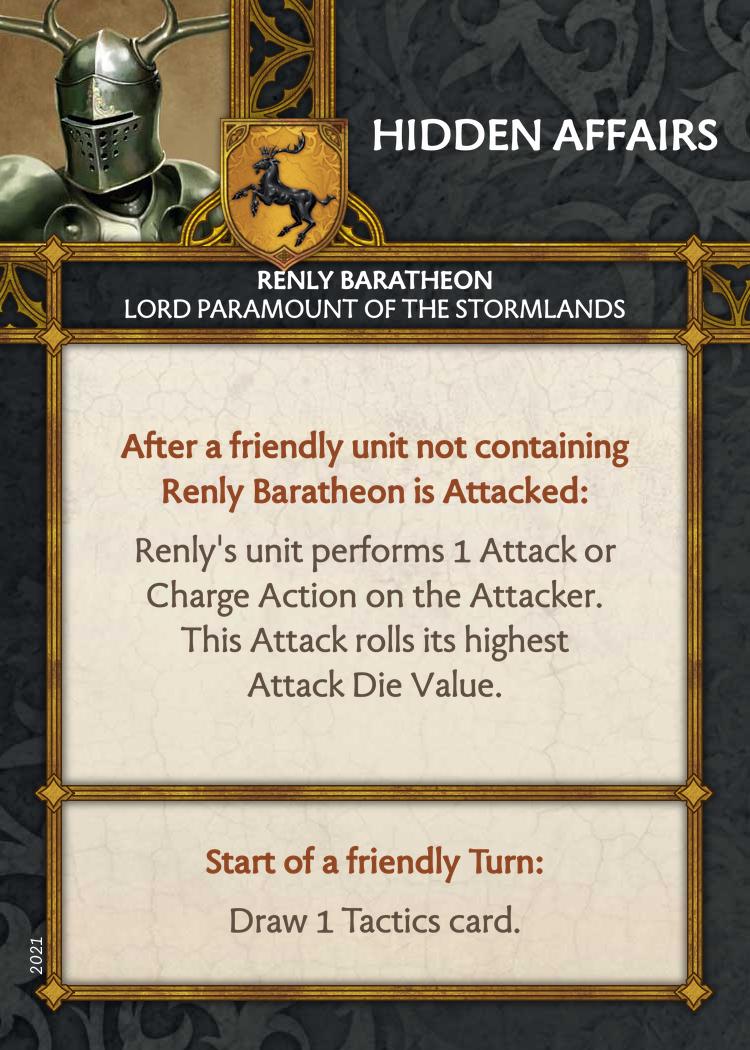 HIDDEN AFFAIRS
RENLY BARATHEON
LORD PARAMOUNT OF THE STORMLANDS
After a friendly unit not containing
Renly Baratheon is Attacked:
Renly's unit performs 1 Attack or
Charge Action on the Attacker.
This Attack rolls its highest
Attack Die Value.
Start of a friendly Turn:
Draw 1 Tactics card.
2021